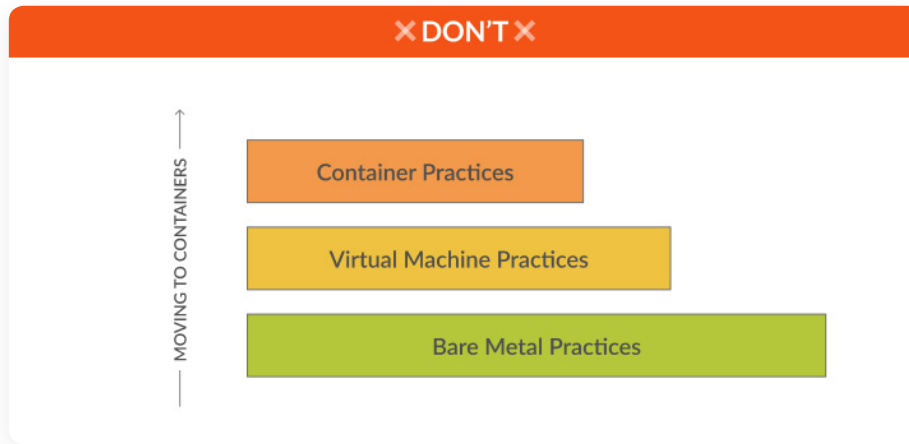 ✕ DON'T ✕
MOVING TO CONTAINERS
Container Practices
Virtual Machine Practices
Bare Metal Practices